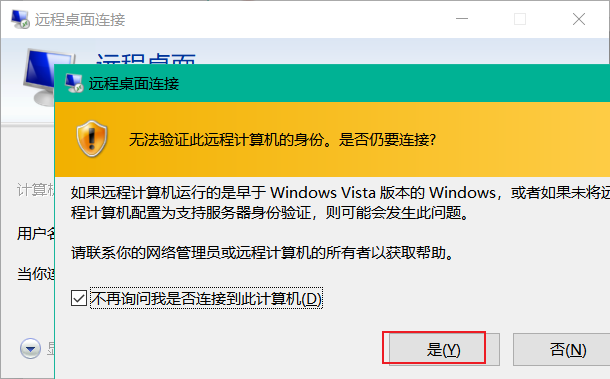 远程桌面连接
远程桌面
远程桌面连接
无法验证此远程计算机的身份。是否仍要连接?
如果远程计算机运行的是早于 Windows Vista 版本的 Windows，或者如果未将远
程计算机配置为支持服务器身份验证，则可能会发生此问题。
计算机
请联系你的网络管理员或远程计算机的所有者以获取帮助。
用户名
当你连
不再询问我是否连接到此计算机(D)
是(Y)
否(N)